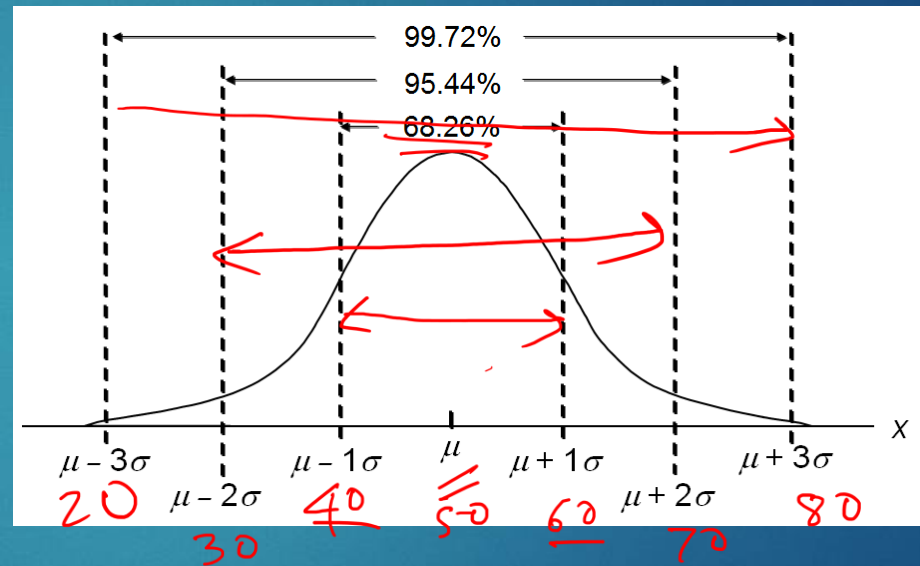 99.72%
95.44%
68.26%
x
μ – 3σ
μ – 2σ
μ – 1σ
μ
μ + 1σ
μ + 2σ
μ + 3σ
20
30
40
50
60
70
80